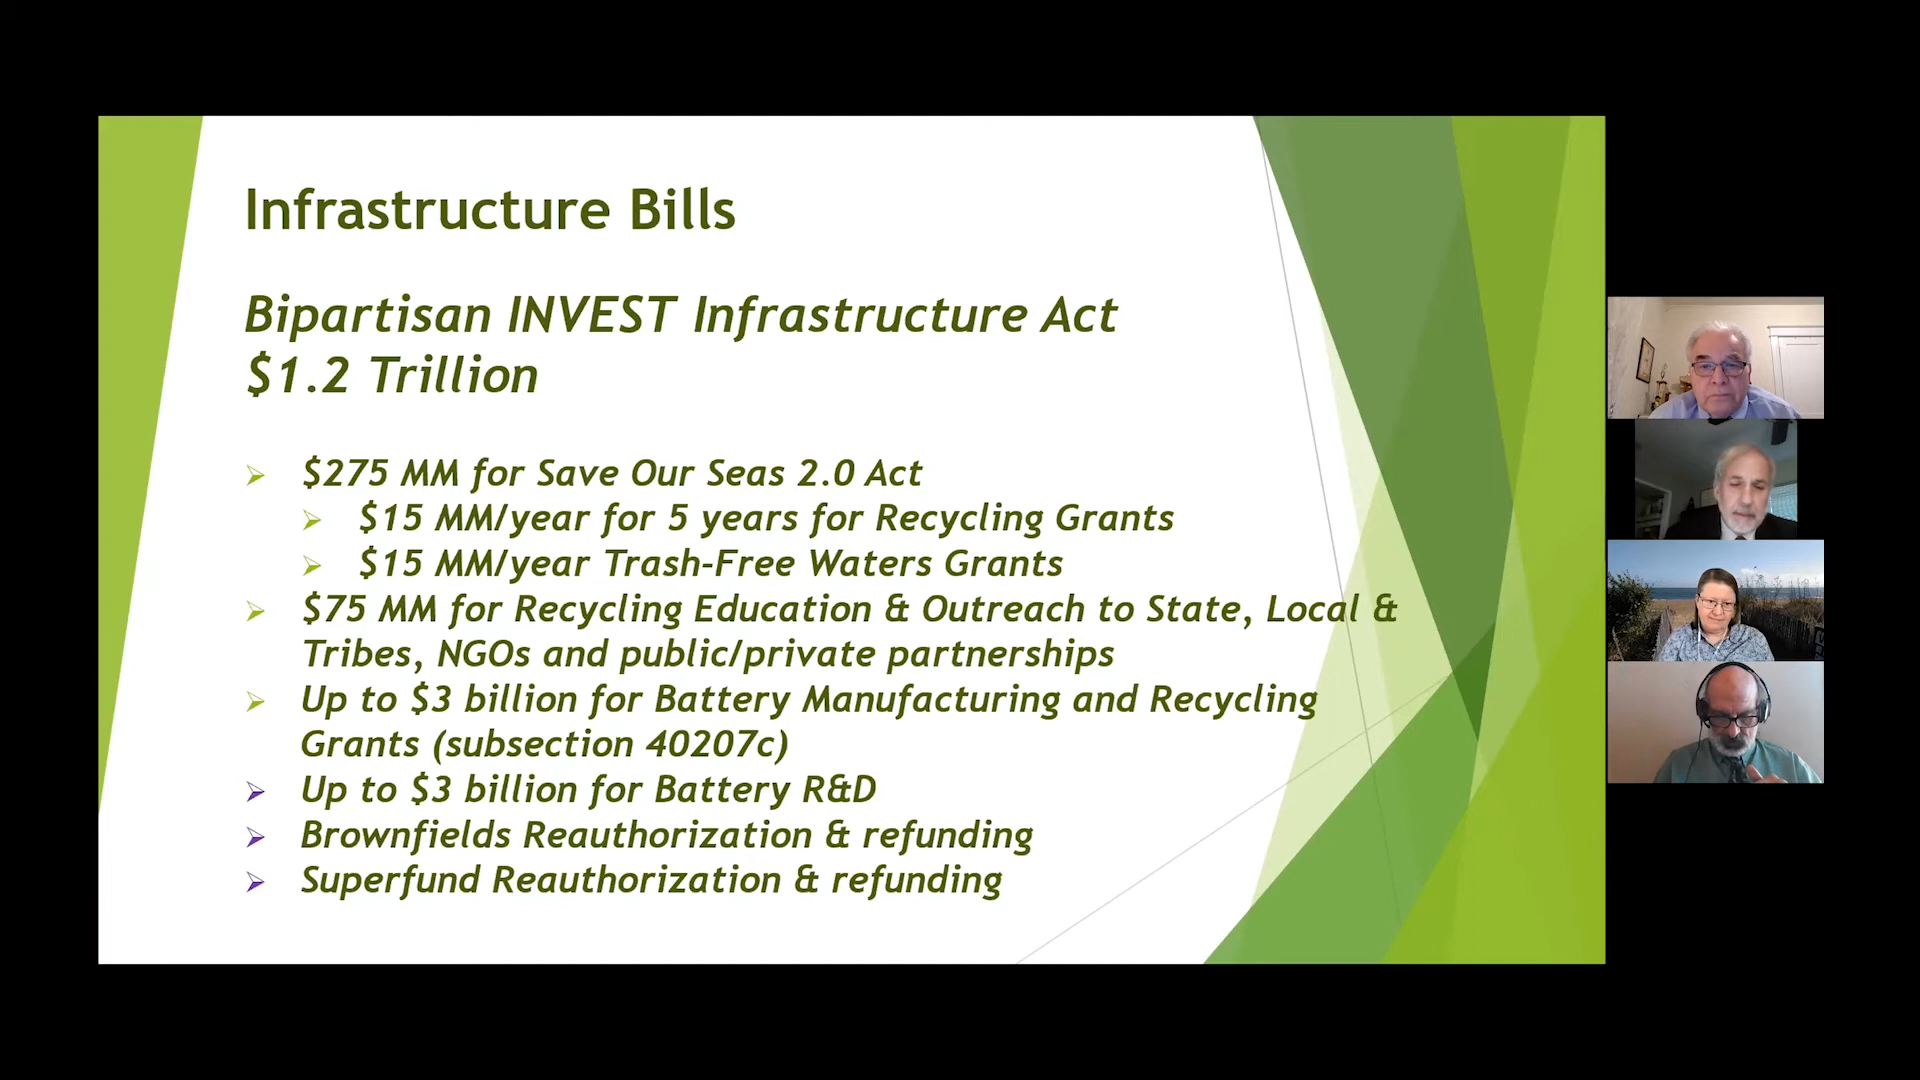 Infrastructure Bills
Bipartisan INVEST Infrastructure Act
$1.2 Trillion
$275 MM for Save Our Seas 2.0 Act
$15 MM/year for 5 years for Recycling Grants
$15 MM/year Trash-Free Waters Grants
$75 MM for Recycling Education & Outreach to State, Local &
Tribes, NGOs and public/private partnerships
Up to $3 billion for Battery Manufacturing and Recycling
Grants (subsection 40207c)
Up to $3 billion for Battery R&D
Brownfields Reauthorization & refunding
Superfund Reauthorization & refunding